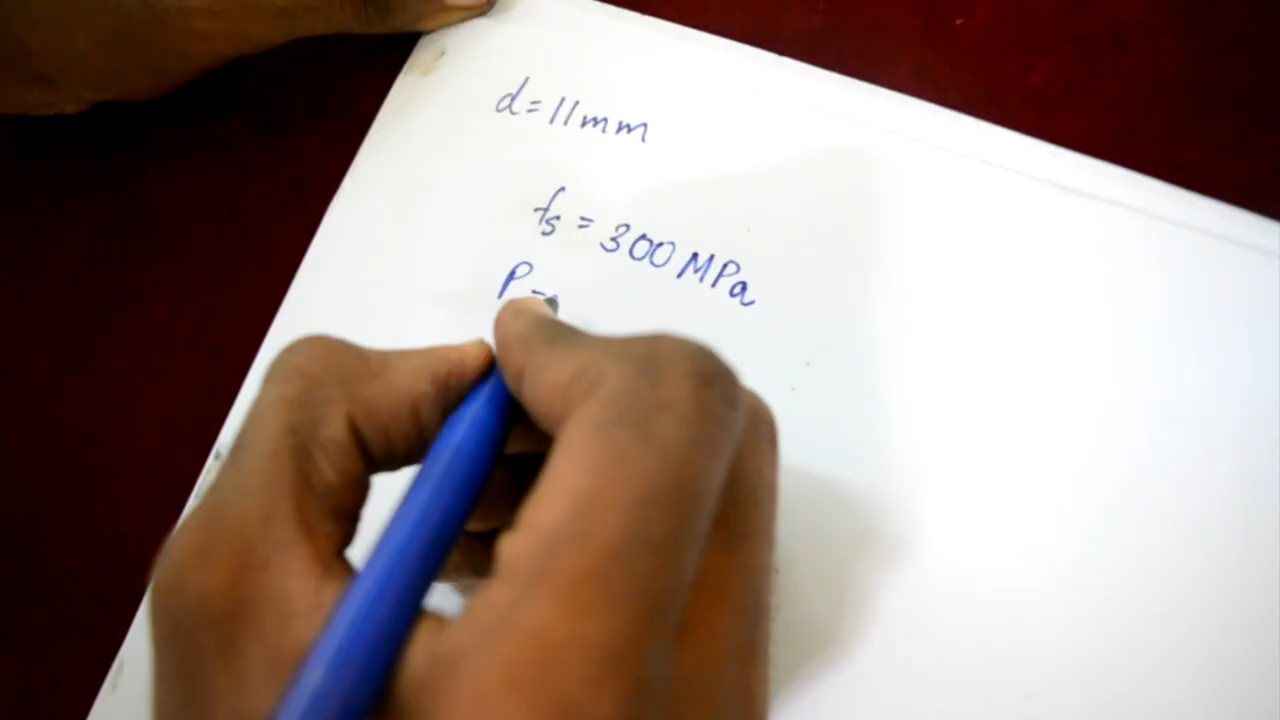 d=11mm
fs = 300 MPa
P =